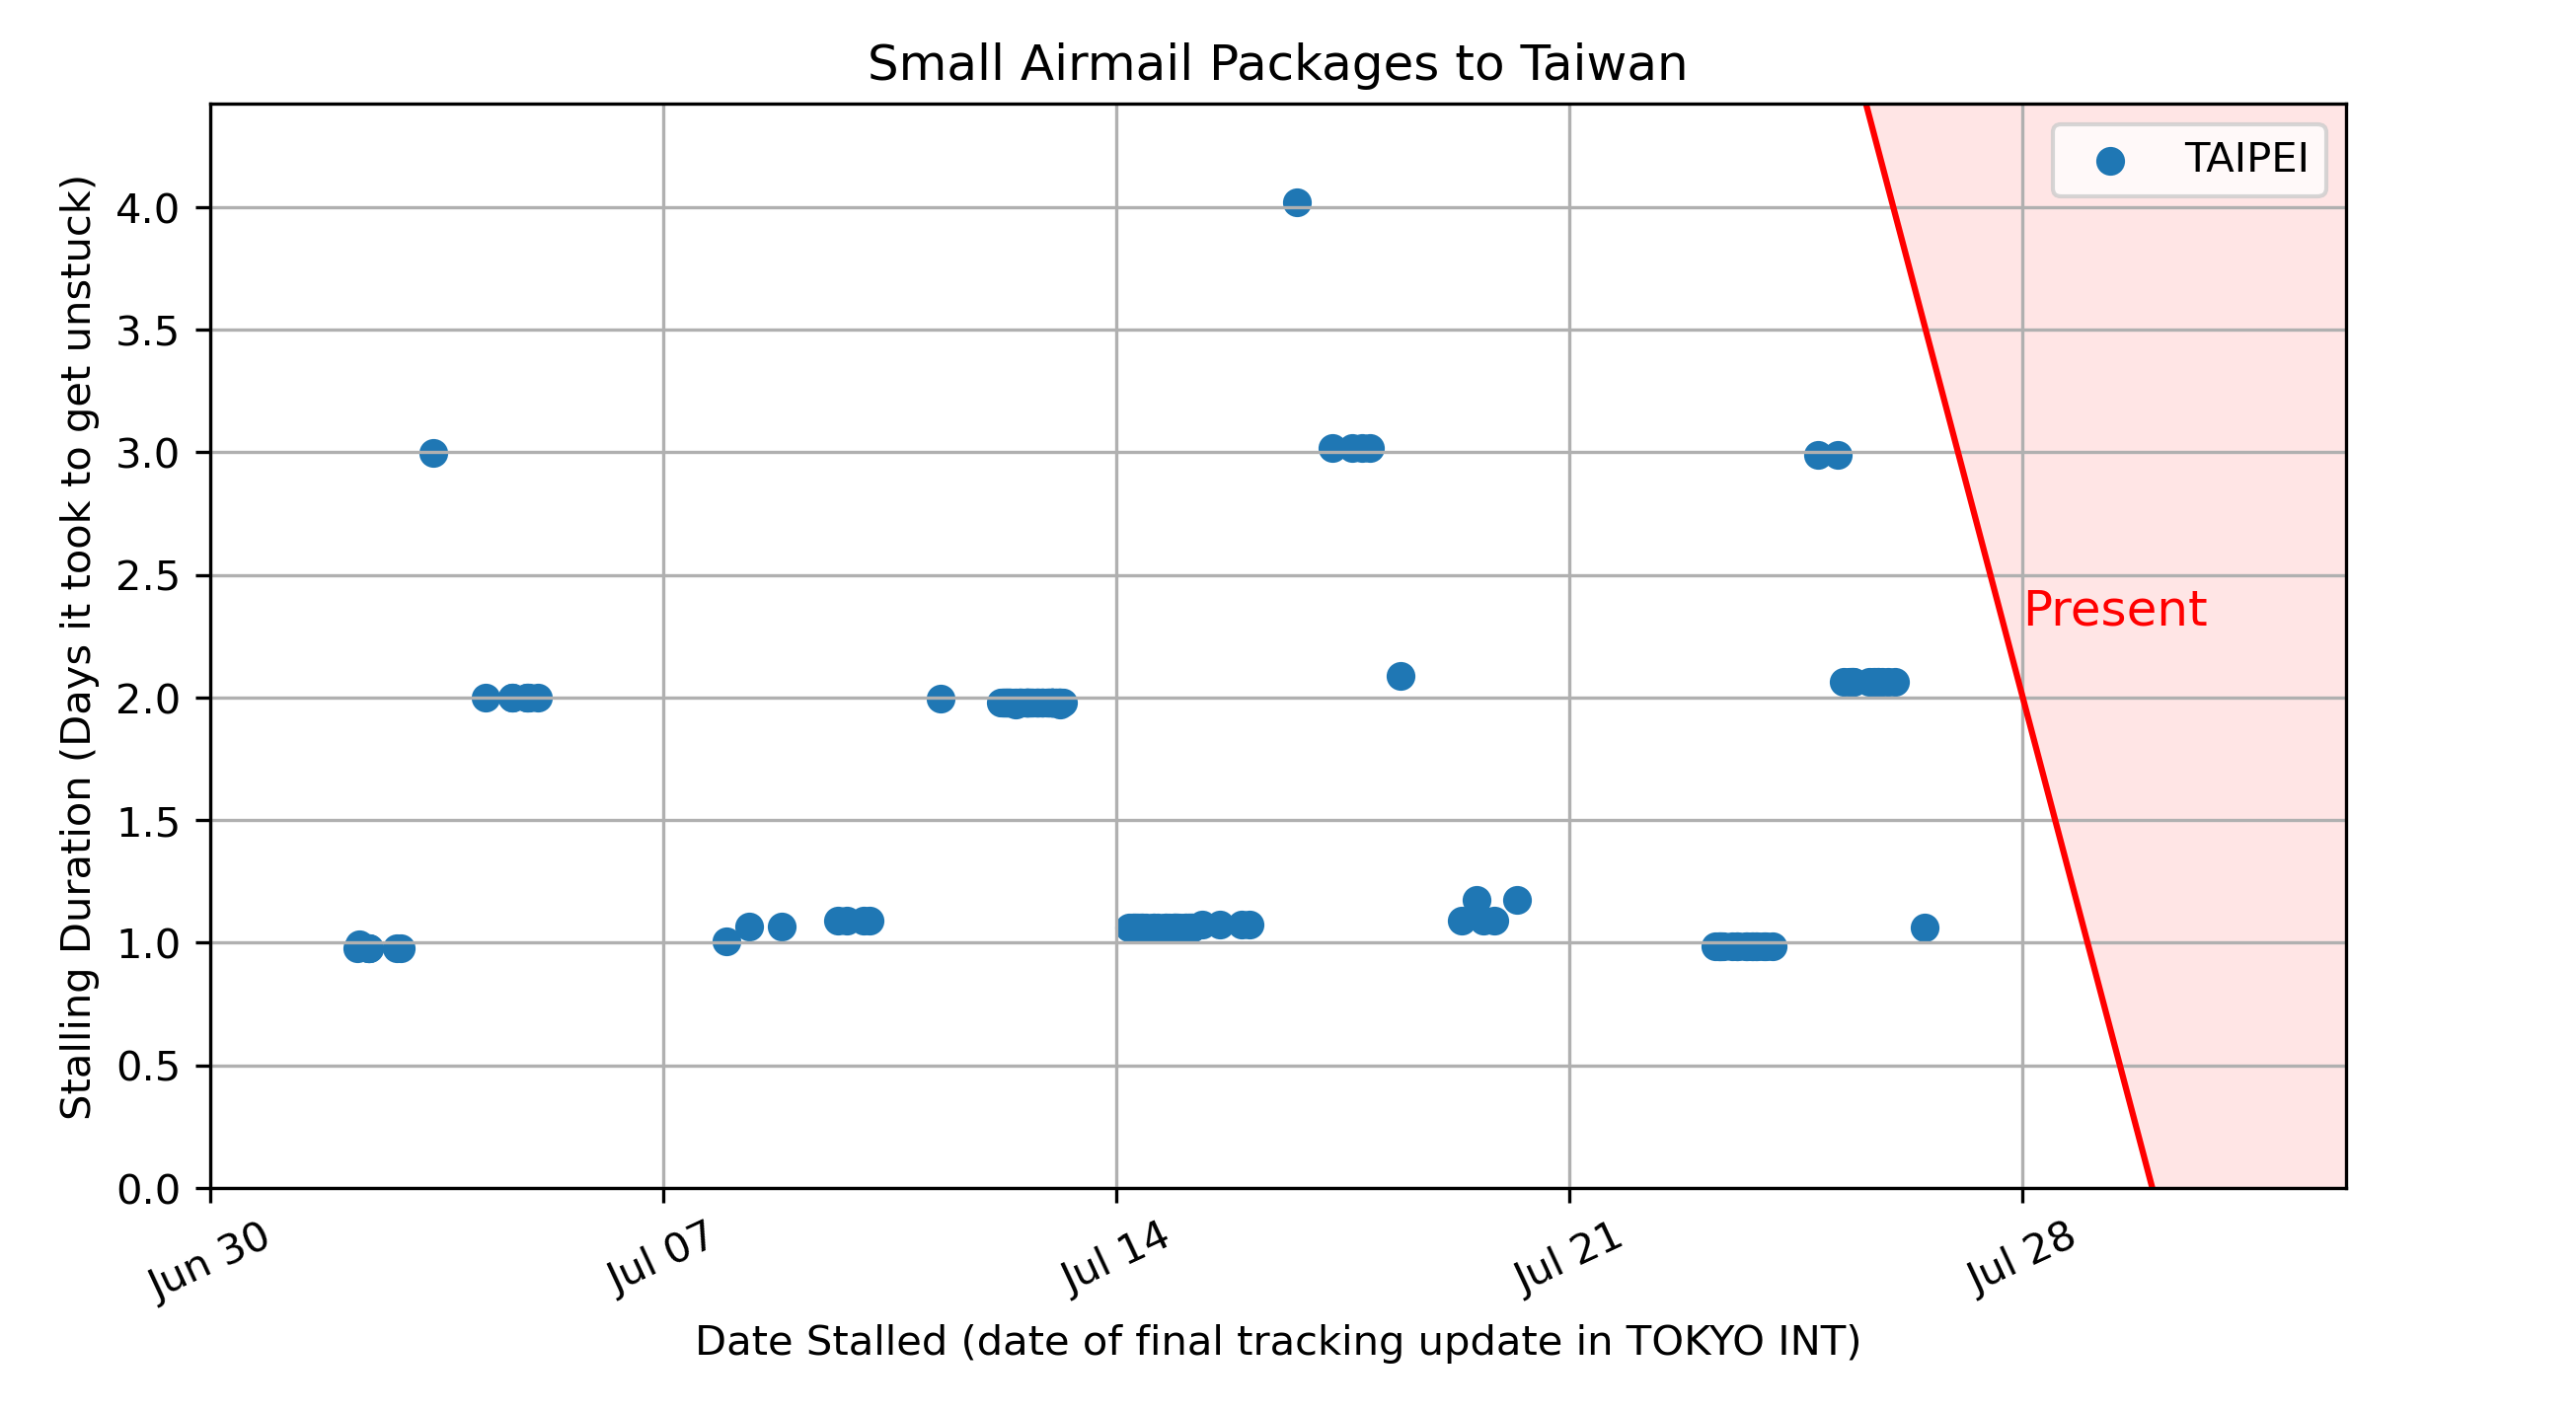 Small Airmail Packages to Taiwan
TAIPEI
Stalling Duration (Days it took to get unstuck)
4.0
3.5
3.0
2.5
2.0
1.5
1.0
0.5
0.0
Present
Jun 30
Jul 07
Jul 14
Jul 21
Jul 28
Date Stalled (date of final tracking update in TOKYO INT)